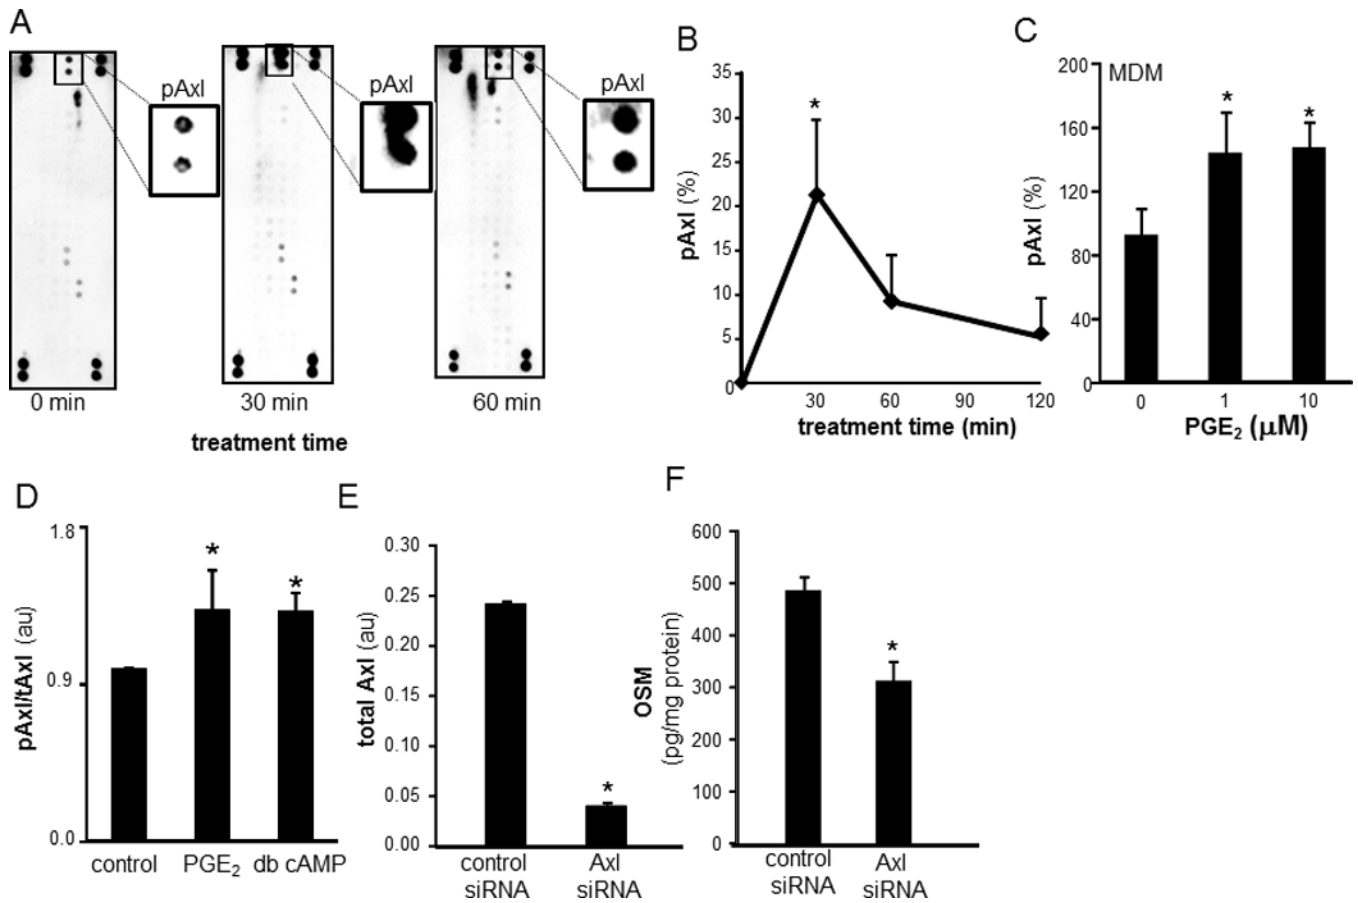 A
pAxl
pAxl
pAxl
0 min
30 min
60 min
treatment time
B
35
30
25
20
15
10
5
0
pAxl (%)
*
30
60
90
120
treatment time (min)
C
MDM
200
160
120
80
40
0
pAxl (%)
*
*
0
1
10
PGE₂ (μM)
D
1.8
0.9
0.0
pAxl/tAxl (au)
*
*
control
PGE₂
db cAMP
E
0.30
0.25
0.20
0.15
0.10
0.05
0.00
total Axl (au)
*
control
siRNA
Axl
siRNA
F
600
500
400
300
200
100
0
OSM
(pg/mg protein)
*
control
siRNA
Axl
siRNA